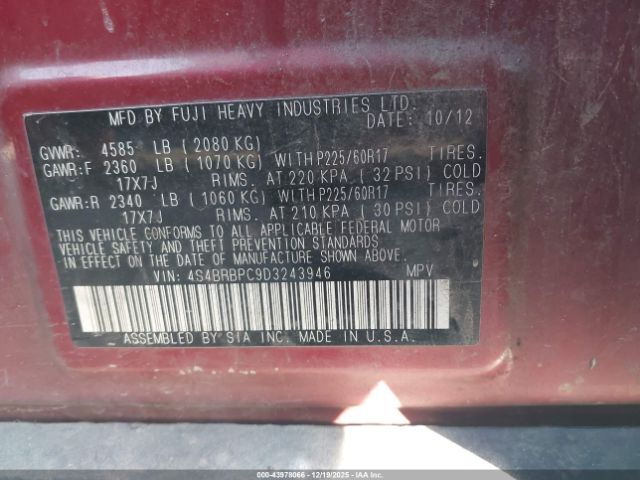 MFD BY FUJI HEAVY INDUSTRIES LTD.
DATE: 10/12
GVWR: 4585 LB (2080 KG)
GAWR:F 2360 LB (1070 KG) WITH P225/60R17 TIRES.
17X7J RIMS. AT 220 KPA (32 PSI) COLD
GAWR:R 2340 LB (1060 KG) WITH P225/60R17 TIRES.
17X7J RIMS. AT 210 KPA (30 PSI) COLD
THIS VEHICLE CONFORMS TO ALL APPLICABLE FEDERAL MOTOR
VEHICLE SAFETY AND THEFT PREVENTION STANDARDS
IN EFFECT ON THE DATE OF MANUFACTURE SHOWN ABOVE.
VIN: 4S4BRBPC9D3243946 MPV
ASSEMBLED BY SIA INC. MADE IN U.S.A.
000-43978066 - 12/19/2025 - IAAI.CA